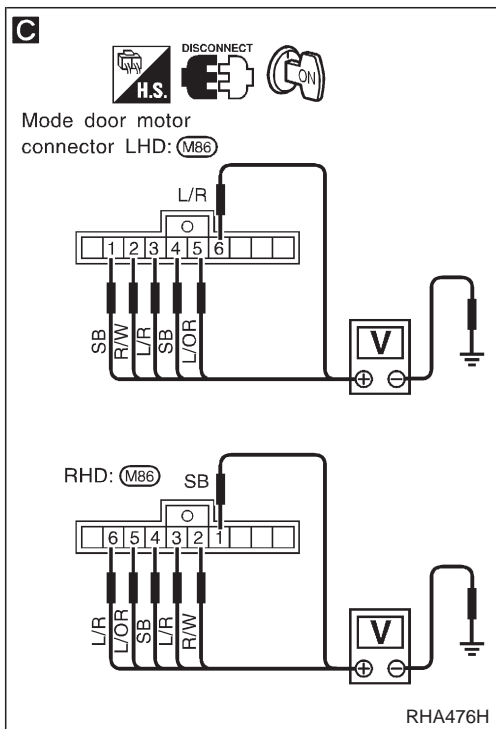 C
DISCONNECT
H.S.
ON
Mode door motor
connector LHD: M86
L/R
1 2 3 4 5 6
SB R/W L/R SB L/OR
V
+ −
RHD: M86 SB
6 5 4 3 2 1
L/R L/OR SB L/R R/W
V
+ −
RHA476H